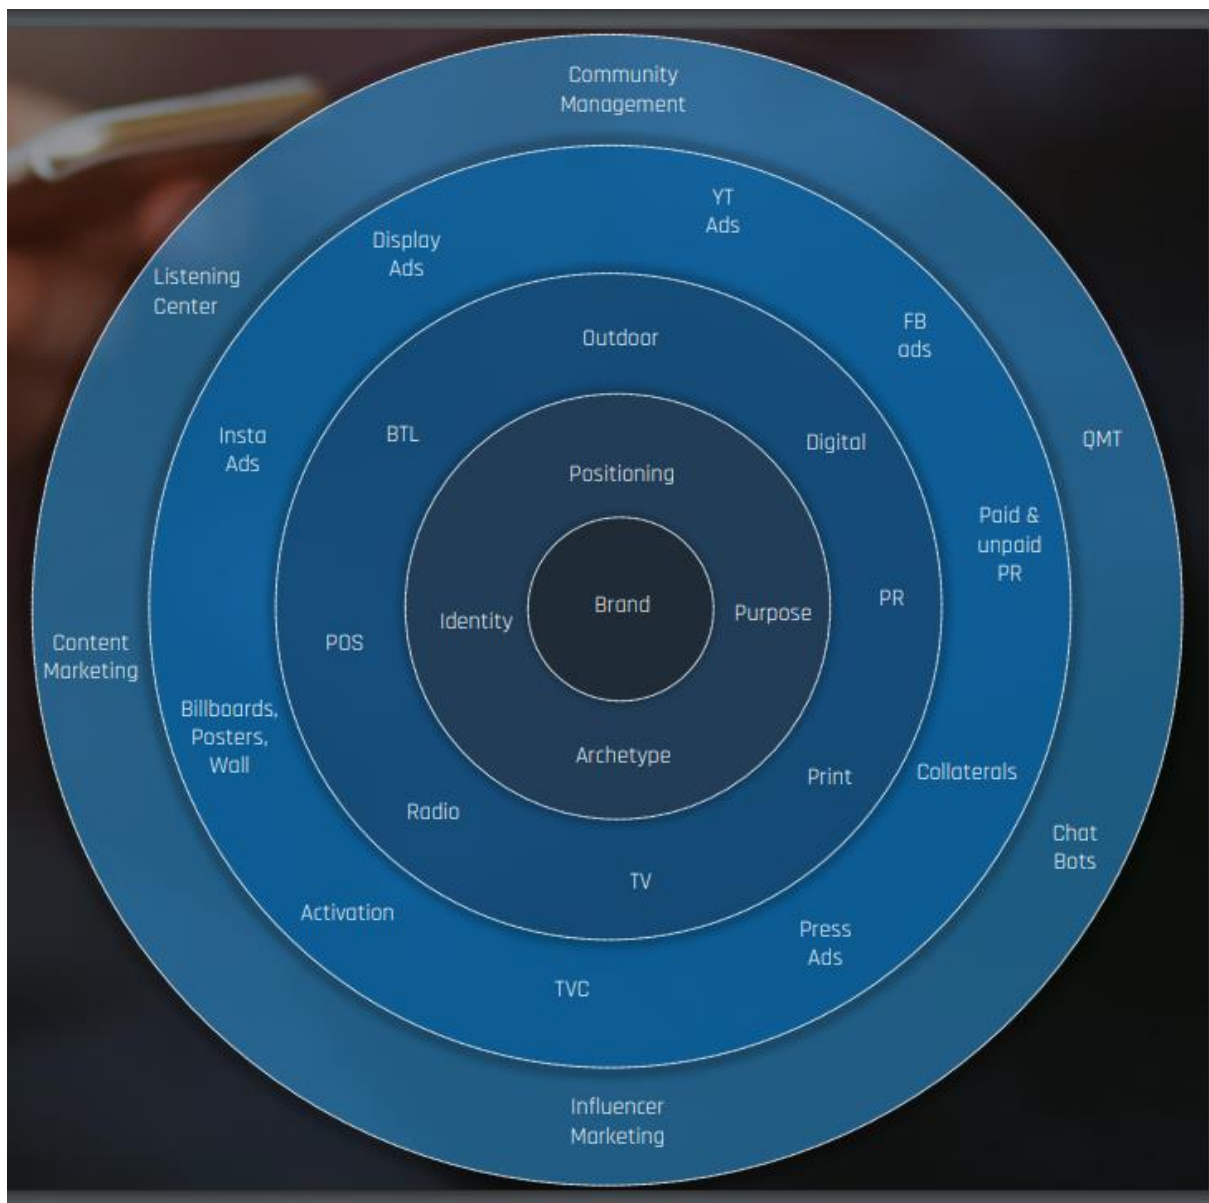 Community
Management
YT
Ads
Display
Ads
Listening
Center
FB
ads
Outdoor
Insta
Ads
BTL
Digital
QMT
Positioning
Paid &
unpaid
PR
Brand
Identity
Purpose
PR
Content
Marketing
POS
Billboards,
Posters,
Wall
Archetype
Print
Collaterals
Radio
Chat
Bots
TV
Activation
Press
Ads
TVC
Influencer
Marketing